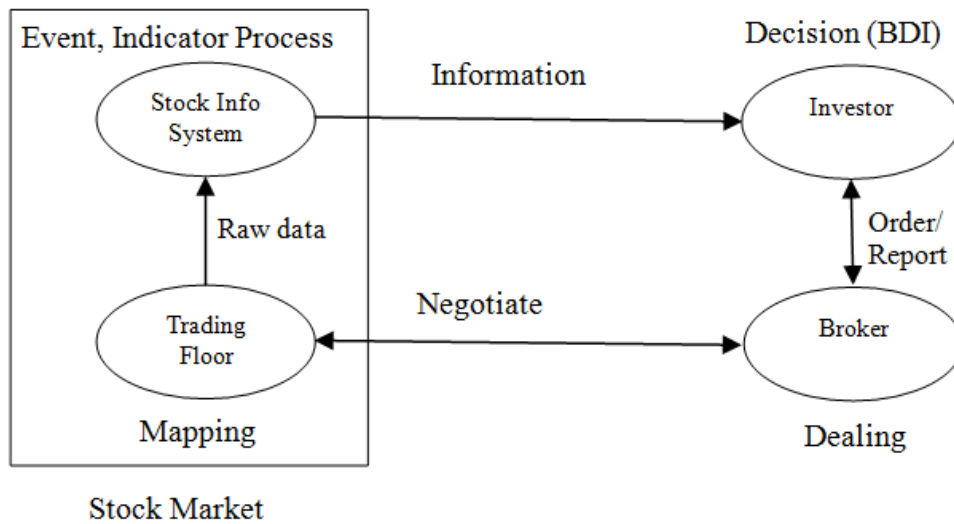 Event, Indicator Process
Decision (BDI)
Information
Stock Info
System
Investor
Raw data
Order/
Report
Negotiate
Trading
Floor
Broker
Mapping
Dealing
Stock Market